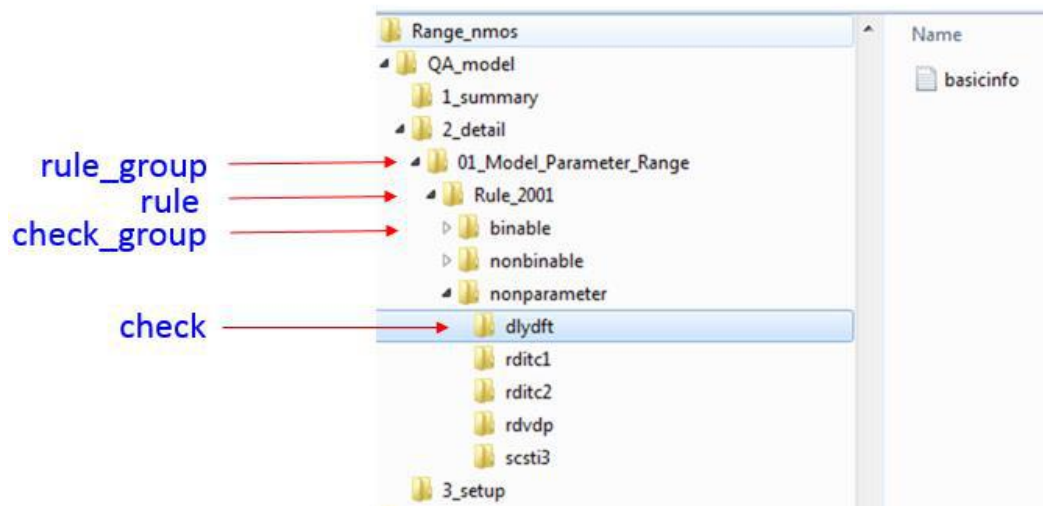 Range_nmos
Name
QA_model
basicinfo
1_summary
2_detail
rule_group
01_Model_Parameter_Range
rule
Rule_2001
check_group
binable
nonbinable
nonparameter
check
dlydft
rditc1
rditc2
rdvdp
scsti3
3_setup